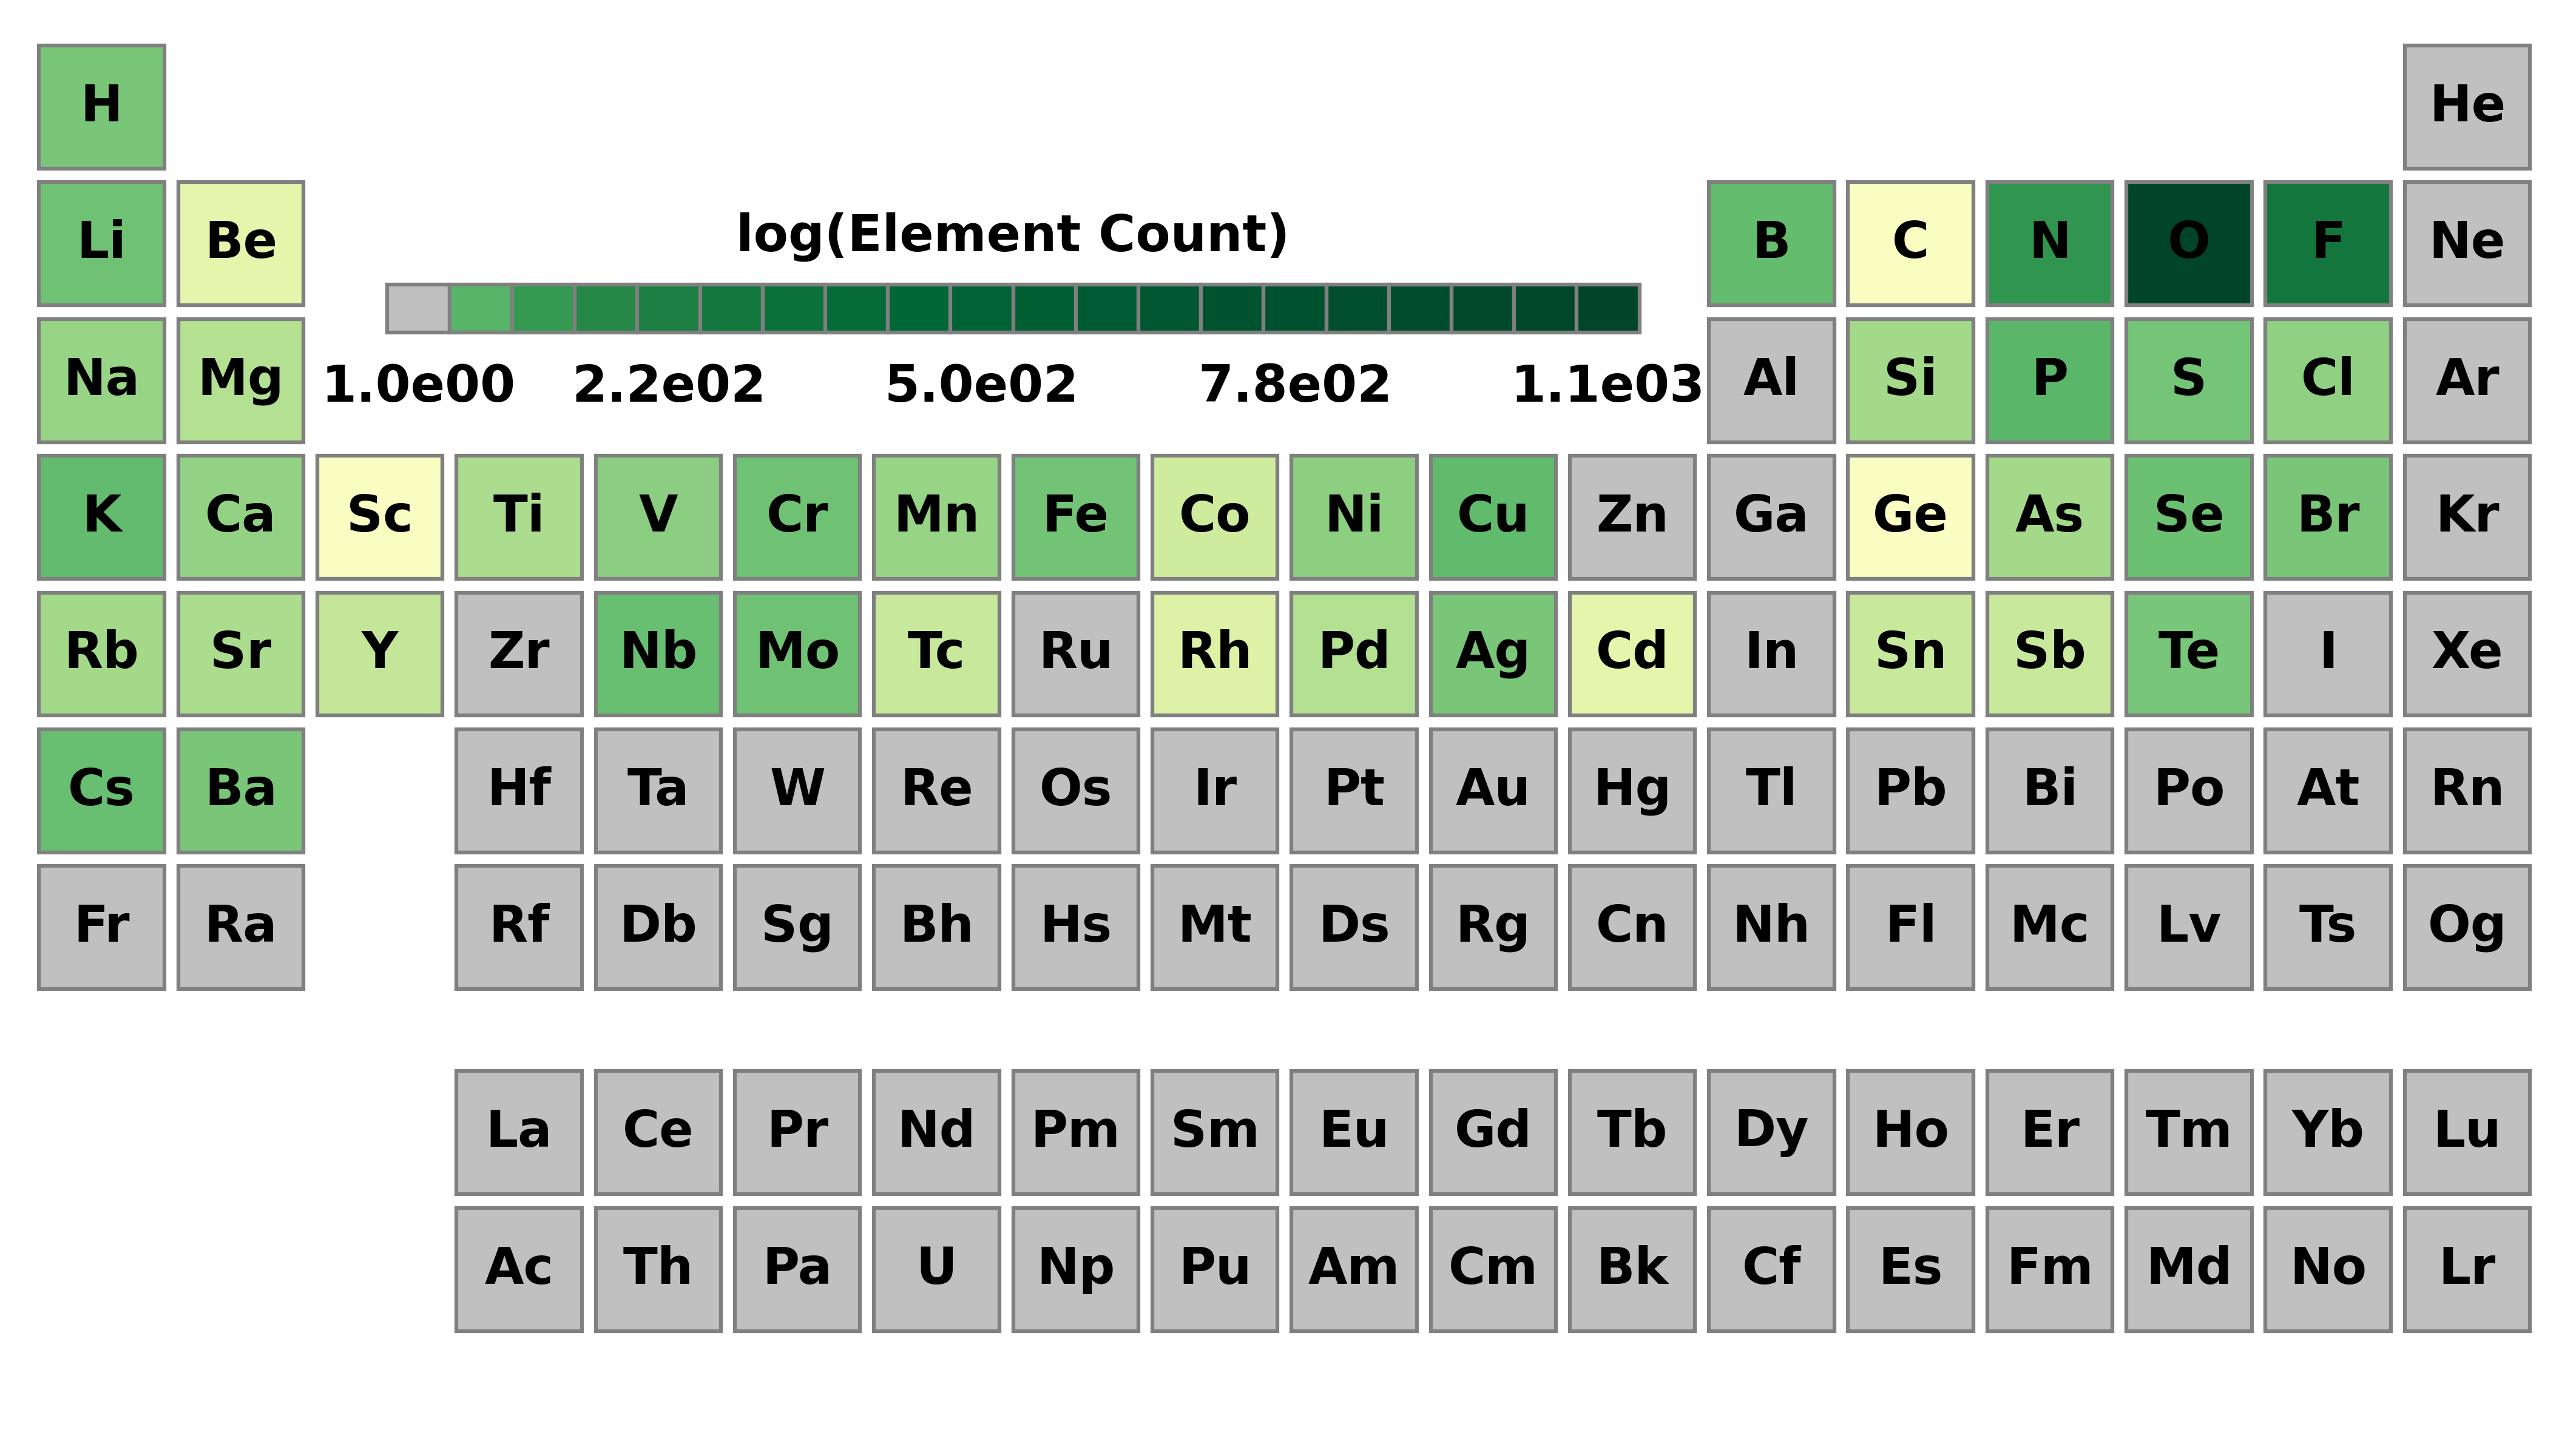 H He
Li Be B C N O F Ne
log(Element Count)
Na Mg Al Si P S Cl Ar
1.0e00 2.2e02 5.0e02 7.8e02 1.1e03
K Ca Sc Ti V Cr Mn Fe Co Ni Cu Zn Ga Ge As Se Br Kr
Rb Sr Y Zr Nb Mo Tc Ru Rh Pd Ag Cd In Sn Sb Te I Xe
Cs Ba Hf Ta W Re Os Ir Pt Au Hg Tl Pb Bi Po At Rn
Fr Ra Rf Db Sg Bh Hs Mt Ds Rg Cn Nh Fl Mc Lv Ts Og
La Ce Pr Nd Pm Sm Eu Gd Tb Dy Ho Er Tm Yb Lu
Ac Th Pa U Np Pu Am Cm Bk Cf Es Fm Md No Lr